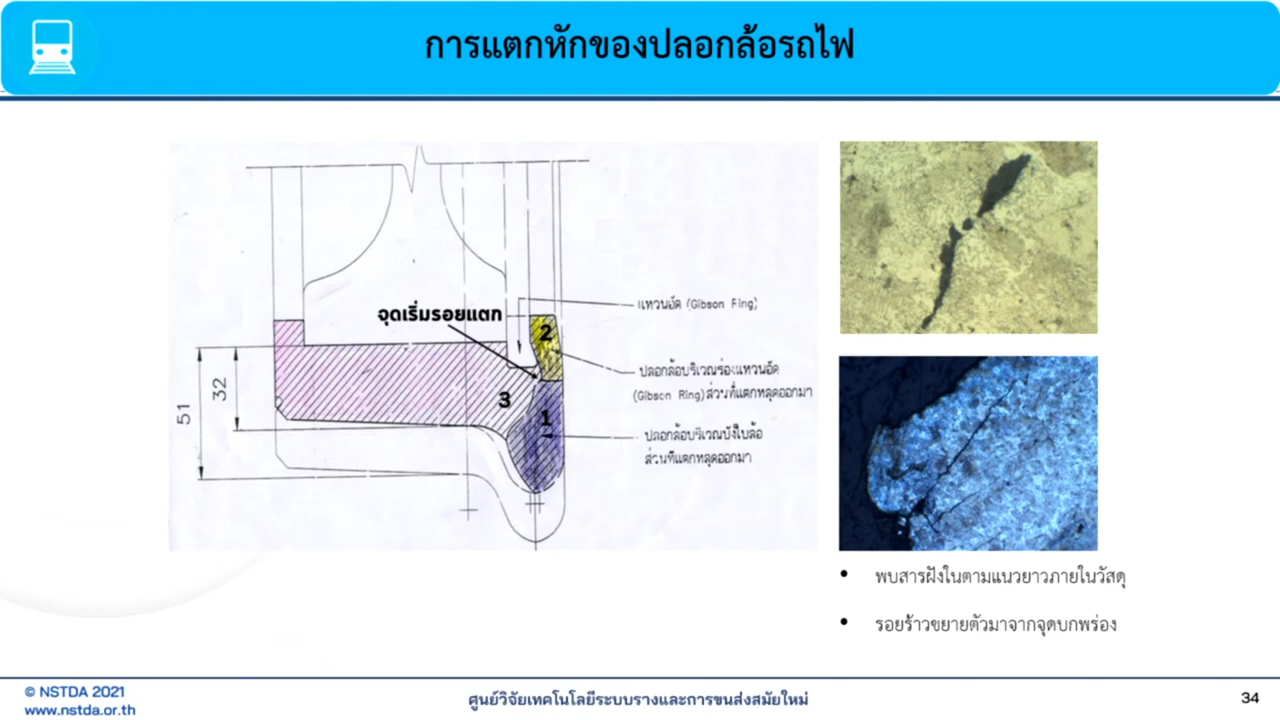 การแตกหักของปลอกล้อรถไฟ
แหวนอัด (Gibson Ring)
จุดเริ่มรอยแตก
2
ปลอกล้อบริเวณร่องแหวนอัด
(Gibson Ring) ส่วนที่แตกหลุดออกมา
32
51
3
1
ปลอกล้อบริเวณบังใบล้อ
ส่วนที่แตกหลุดออกมา
• พบสารฝังในตามแนวยาวภายในวัสดุ
• รอยร้าวขยายตัวมาจากจุดบกพร่อง
© NSTDA 2021
www.nstda.or.th
ศูนย์วิจัยเทคโนโลยีระบบรางและการขนส่งสมัยใหม่
34